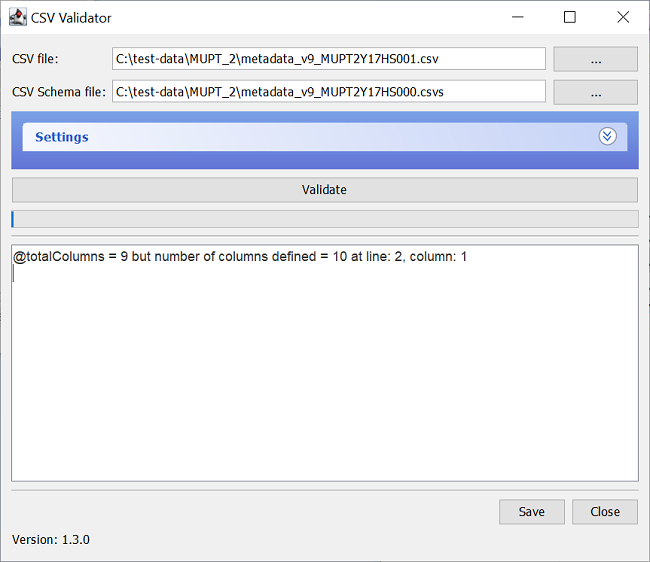 CSV Validator
CSV file: C:\test-data\MUPT_2\metadata_v9_MUPT2Y17HS001.csv ...
CSV Schema file: C:\test-data\MUPT_2\metadata_v9_MUPT2Y17HS000.csvs ...
Settings
Validate
@totalColumns = 9 but number of columns defined = 10 at line: 2, column: 1
Save Close
Version: 1.3.0